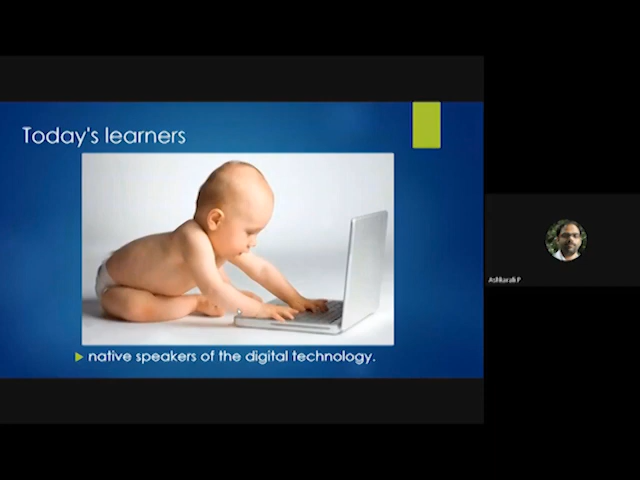 Today's learners
native speakers of the digital technology.
Ashkarali P